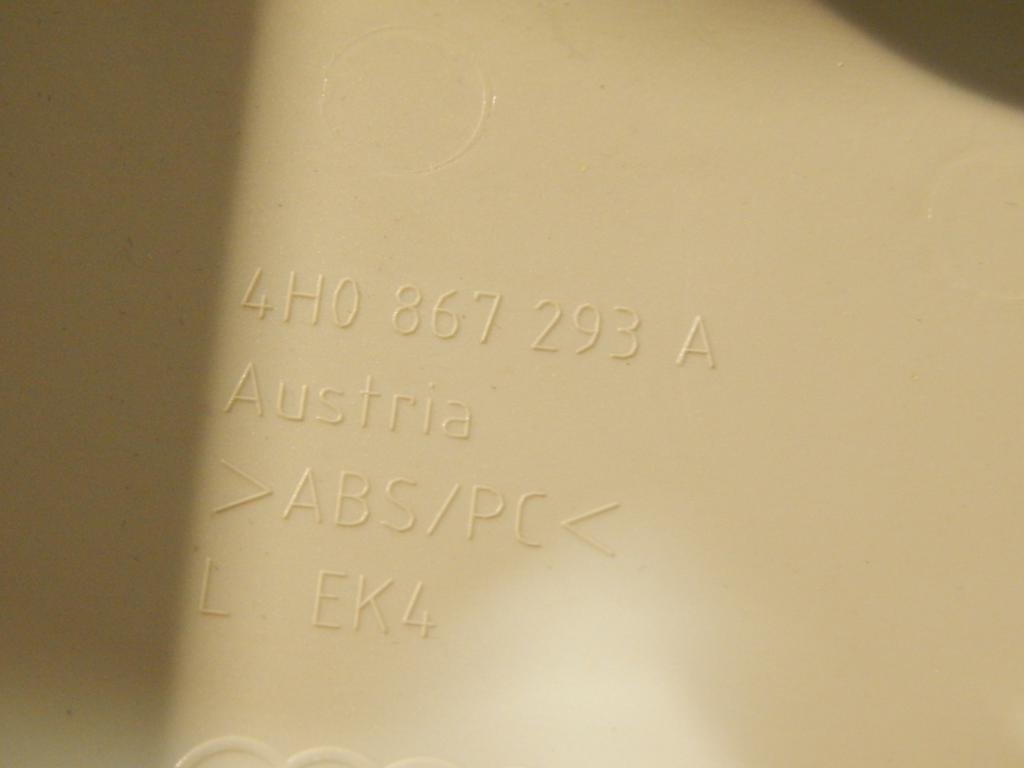 4H0 867 293 A
Austria
>ABS/PC<
L EK4